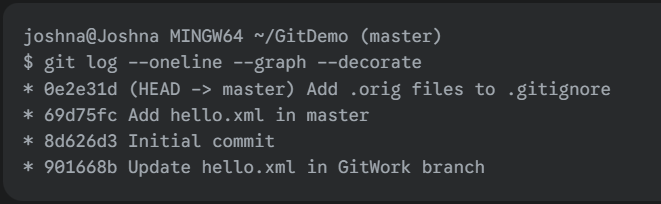 joshna@Joshna MINGW64 ~/GitDemo (master)
$ git log --oneline --graph --decorate
* 0e2e31d (HEAD -> master) Add .orig files to .gitignore
* 69d75fc Add hello.xml in master
* 8d626d3 Initial commit
* 901668b Update hello.xml in GitWork branch